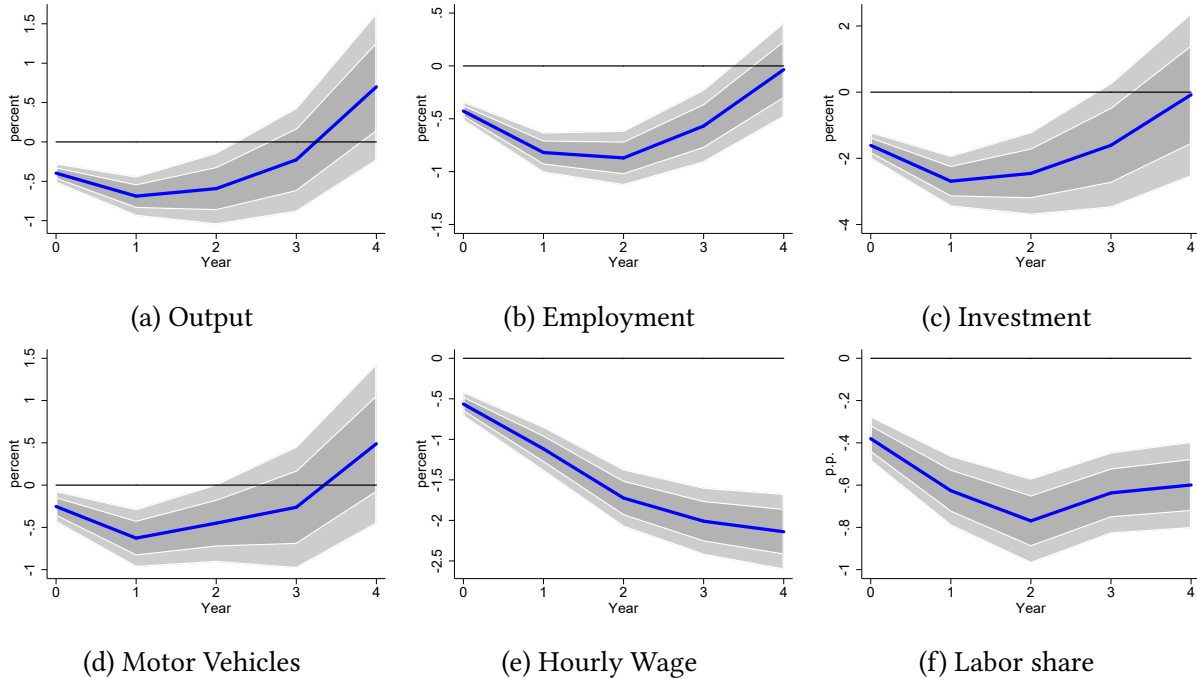 percent
1.5
1
.5
0
-.5
-1
0 1 2 3 4
Year
(a) Output
percent
.5
0
-.5
-1
-1.5
0 1 2 3 4
Year
(b) Employment
percent
2
0
-2
-4
0 1 2 3 4
Year
(c) Investment
percent
1.5
1
.5
0
-.5
-1
0 1 2 3 4
Year
(d) Motor Vehicles
percent
0
-.5
-1
-1.5
-2
-2.5
0 1 2 3 4
Year
(e) Hourly Wage
p.p.
0
-.2
-.4
-.6
-.8
-1
0 1 2 3 4
Year
(f) Labor share